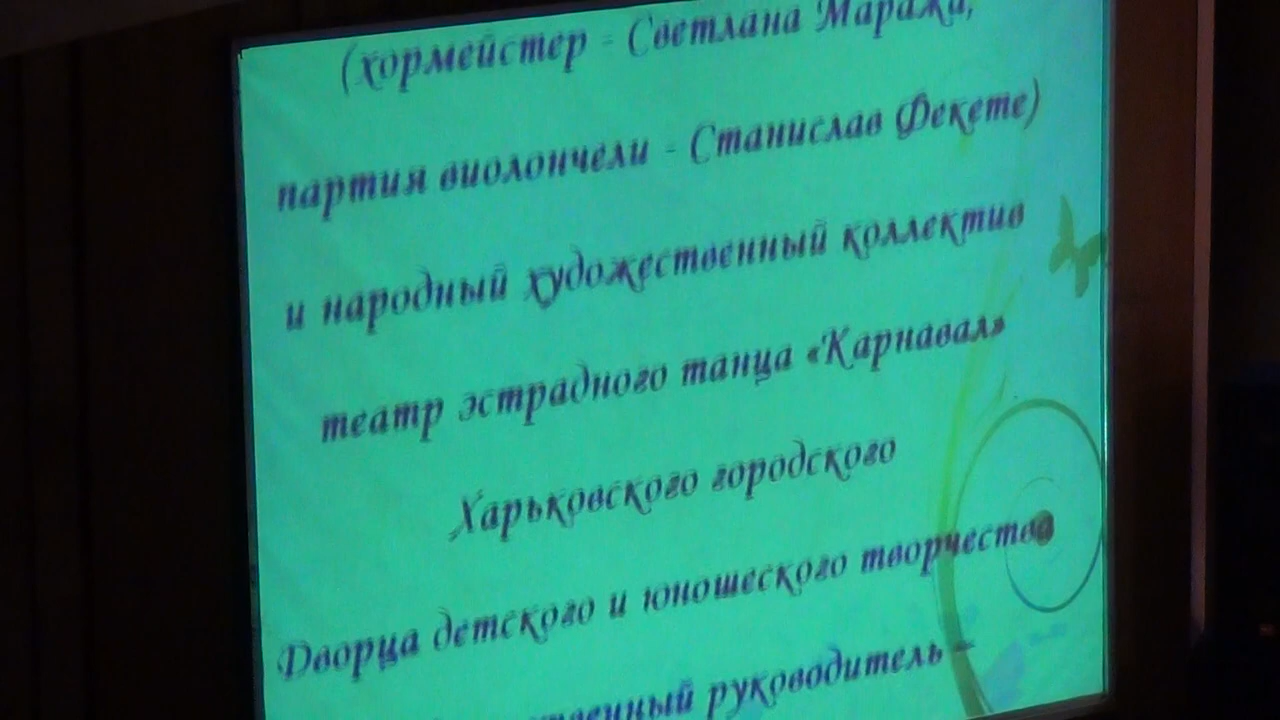 (хормейстер - Светлана Маража,
партия виолончели - Станислав Фекете)
и народный художественный коллектив
театр эстрадного танца «Карнавал»
Харьковского городского
Дворца детского и юношеского творчества
руководитель –